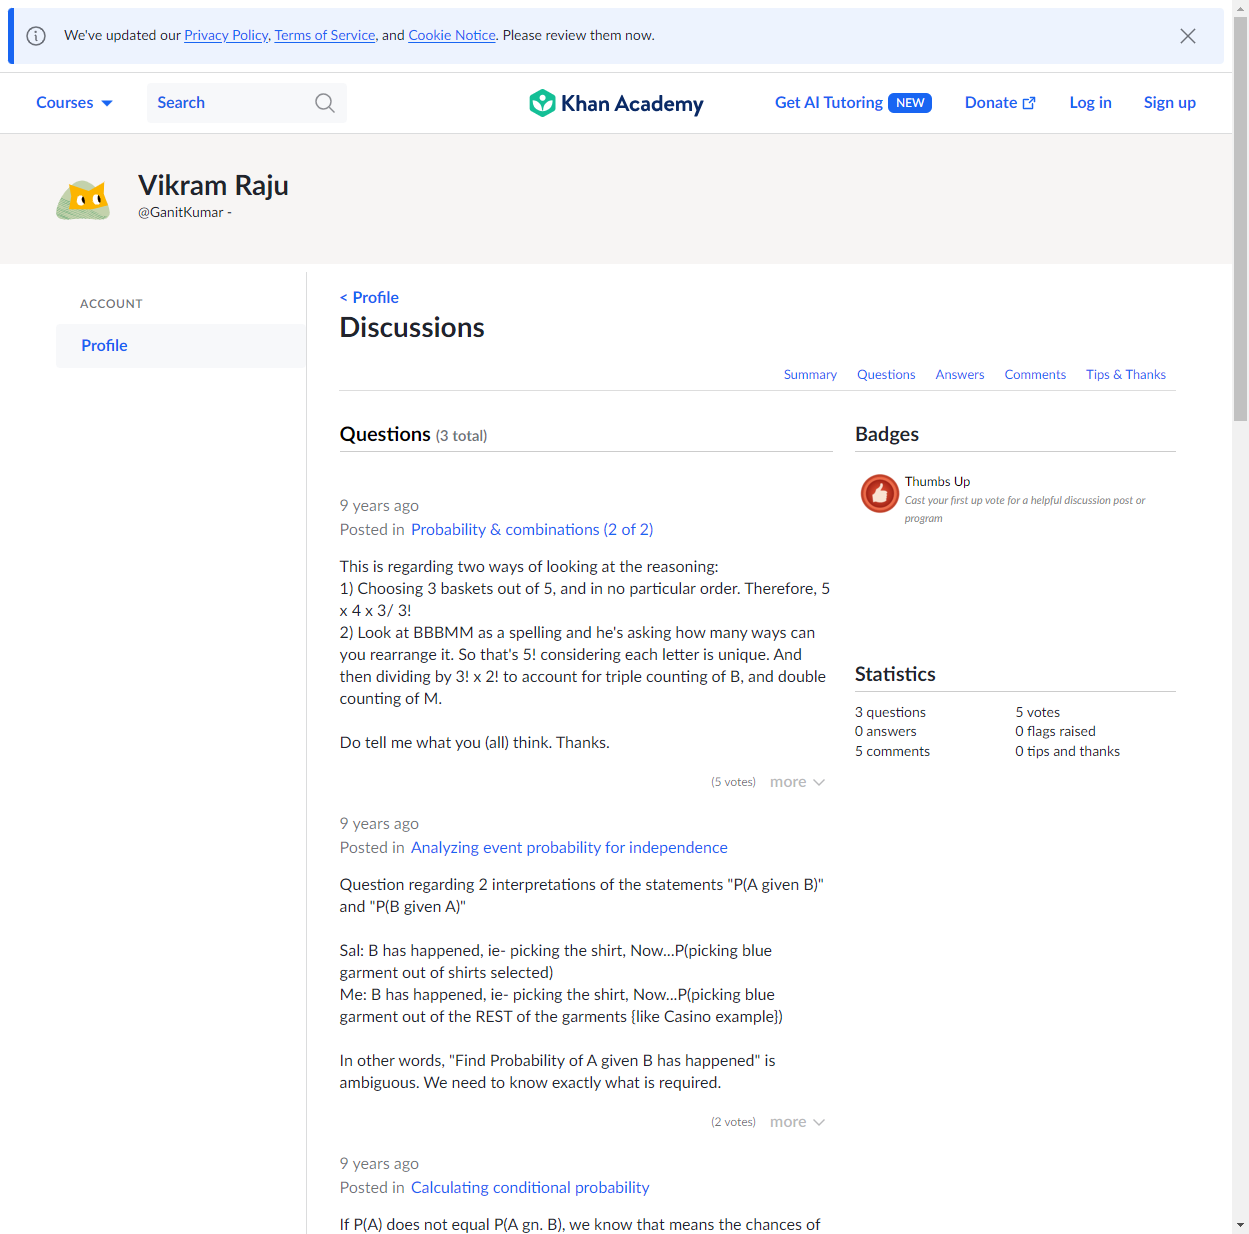 We've updated our Privacy Policy, Terms of Service, and Cookie Notice. Please review them now.
Courses
Search
Khan Academy
Get AI Tutoring NEW
Donate
Log in
Sign up
Vikram Raju
@GanitKumar -
ACCOUNT
Profile
< Profile
Discussions
Summary Questions Answers Comments Tips & Thanks
Questions (3 total)
9 years ago
Posted in Probability & combinations (2 of 2)
This is regarding two ways of looking at the reasoning:
1) Choosing 3 baskets out of 5, and in no particular order. Therefore, 5
x 4 x 3/ 3!
2) Look at BBBMM as a spelling and he's asking how many ways can
you rearrange it. So that's 5! considering each letter is unique. And
then dividing by 3! x 2! to account for triple counting of B, and double
counting of M.
Do tell me what you (all) think. Thanks.
(5 votes) more
9 years ago
Posted in Analyzing event probability for independence
Question regarding 2 interpretations of the statements "P(A given B)"
and "P(B given A)"
Sal: B has happened, ie- picking the shirt, Now...P(picking blue
garment out of shirts selected)
Me: B has happened, ie- picking the shirt, Now...P(picking blue
garment out of the REST of the garments {like Casino example})
In other words, "Find Probability of A given B has happened" is
ambiguous. We need to know exactly what is required.
(2 votes) more
9 years ago
Posted in Calculating conditional probability
If P(A) does not equal P(A gn. B), we know that means the chances of
Badges
Thumbs Up
Cast your first up vote for a helpful discussion post or
program
Statistics
3 questions 5 votes
0 answers 0 flags raised
5 comments 0 tips and thanks